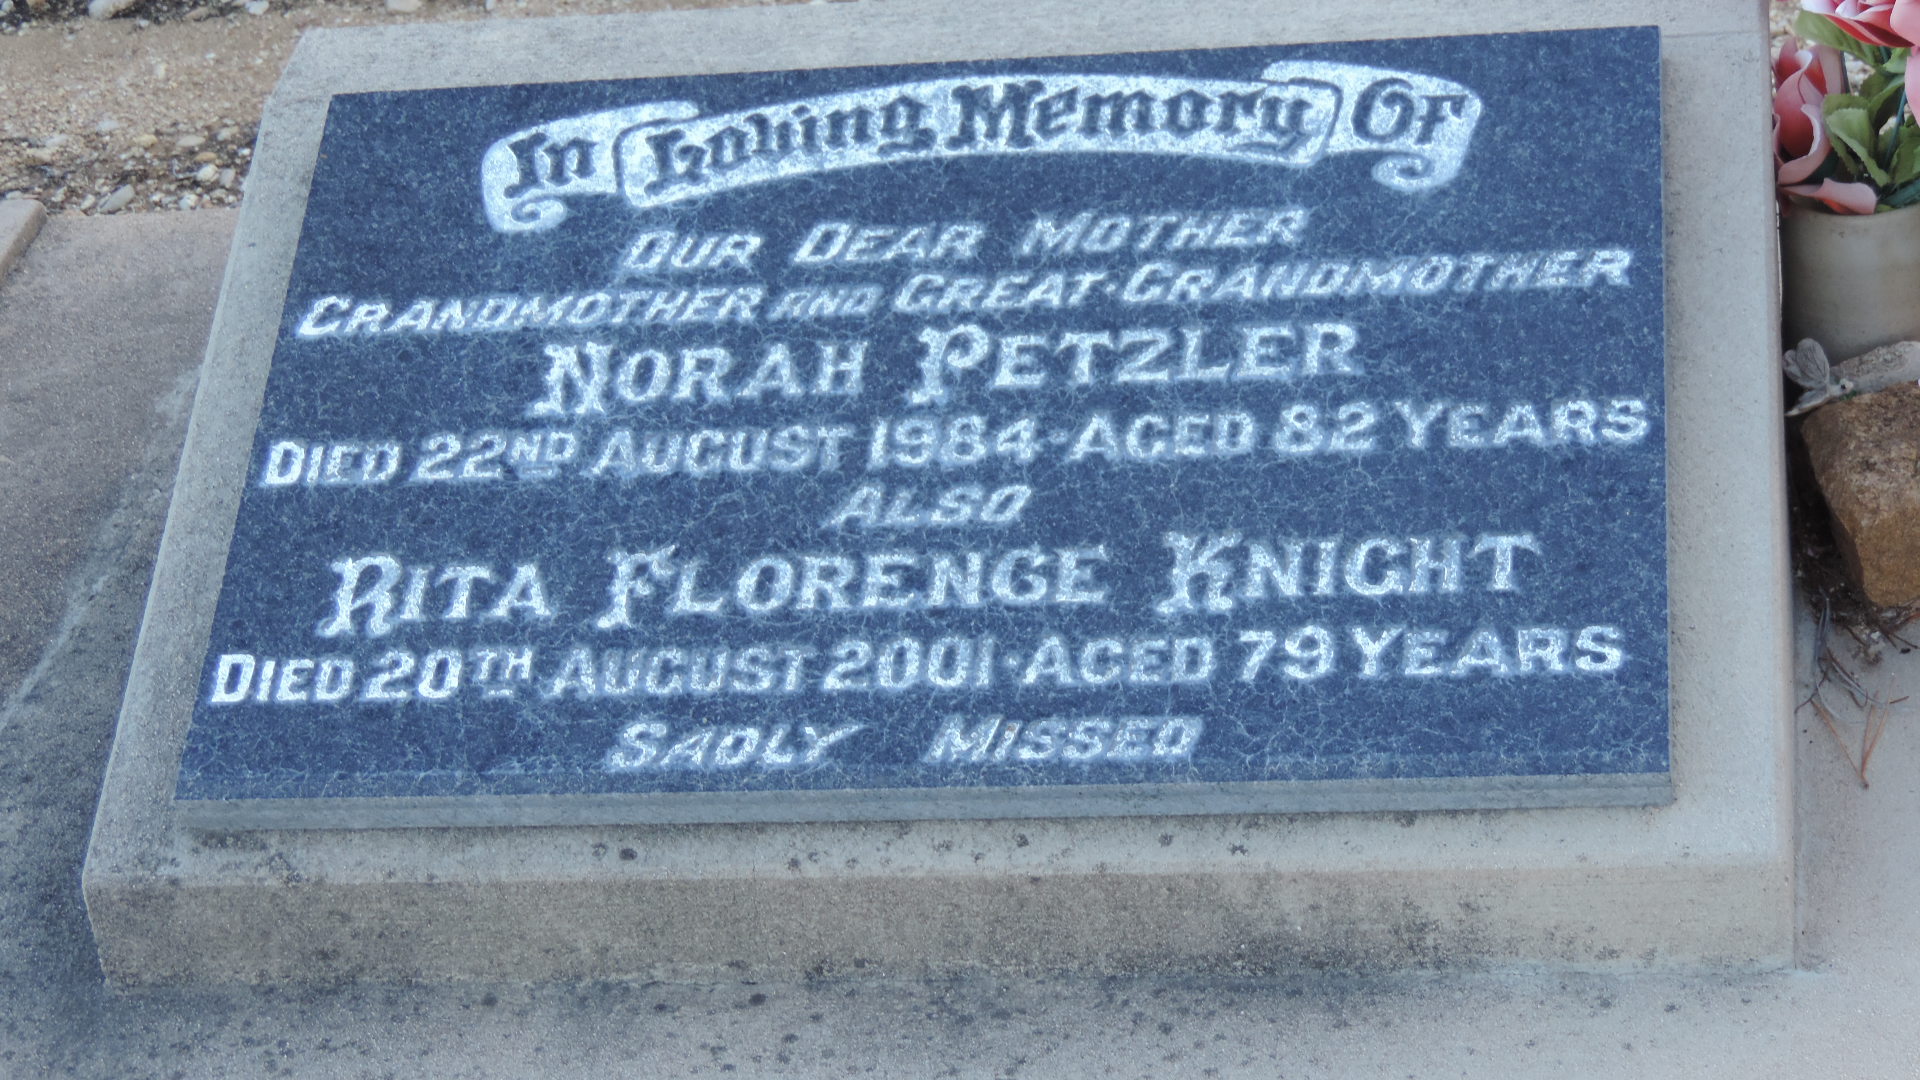 In Loving Memory Of
OUR DEAR MOTHER
GRANDMOTHER AND GREAT-GRANDMOTHER
NORAH PETZLER
DIED 22ND AUGUST 1984-AGED 82 YEARS
ALSO
RITA FLORENCE KNIGHT
DIED 20TH AUGUST 2001-AGED 79 YEARS
SADLY MISSED